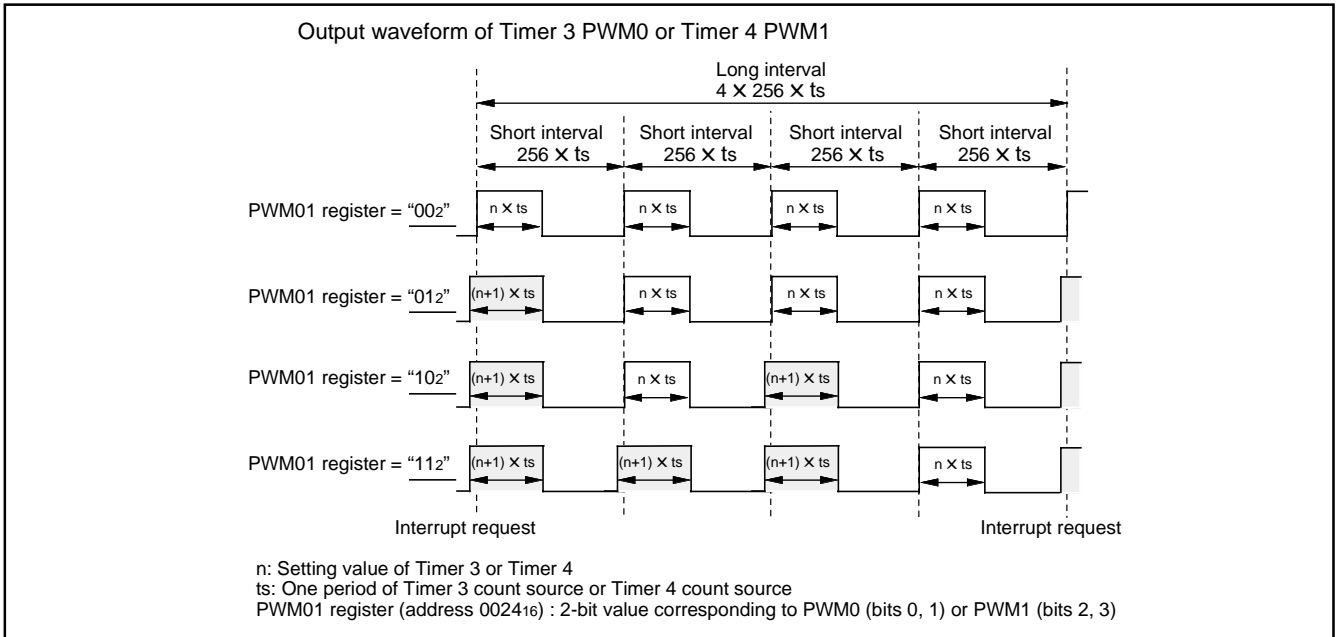 Output waveform of Timer 3 PWM0 or Timer 4 PWM1
Long interval
4 × 256 × ts
Short interval Short interval Short interval Short interval
256 × ts 256 × ts 256 × ts 256 × ts
PWM01 register = “002” n × ts n × ts n × ts n × ts
PWM01 register = “012” (n+1) × ts n × ts n × ts n × ts
PWM01 register = “102” (n+1) × ts n × ts (n+1) × ts n × ts
PWM01 register = “112” (n+1) × ts (n+1) × ts (n+1) × ts n × ts
Interrupt request Interrupt request
n: Setting value of Timer 3 or Timer 4
ts: One period of Timer 3 count source or Timer 4 count source
PWM01 register (address 002416) : 2-bit value corresponding to PWM0 (bits 0, 1) or PWM1 (bits 2, 3)